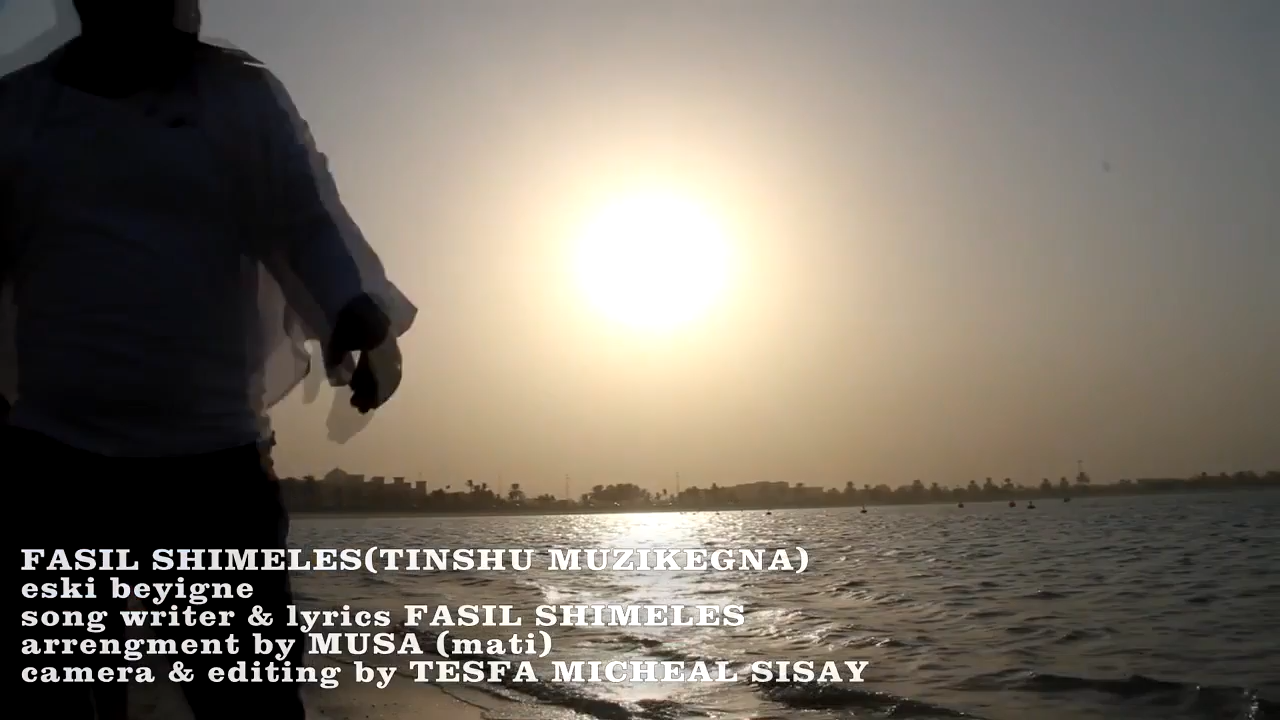 FASIL SHIMELES(TINSHU MUZIKEGNA)
eski beyigne
song writer & lyrics FASIL SHIMELES
arrengment by MUSA (mati)
camera & editing by TESFA MICHEAL SISAY